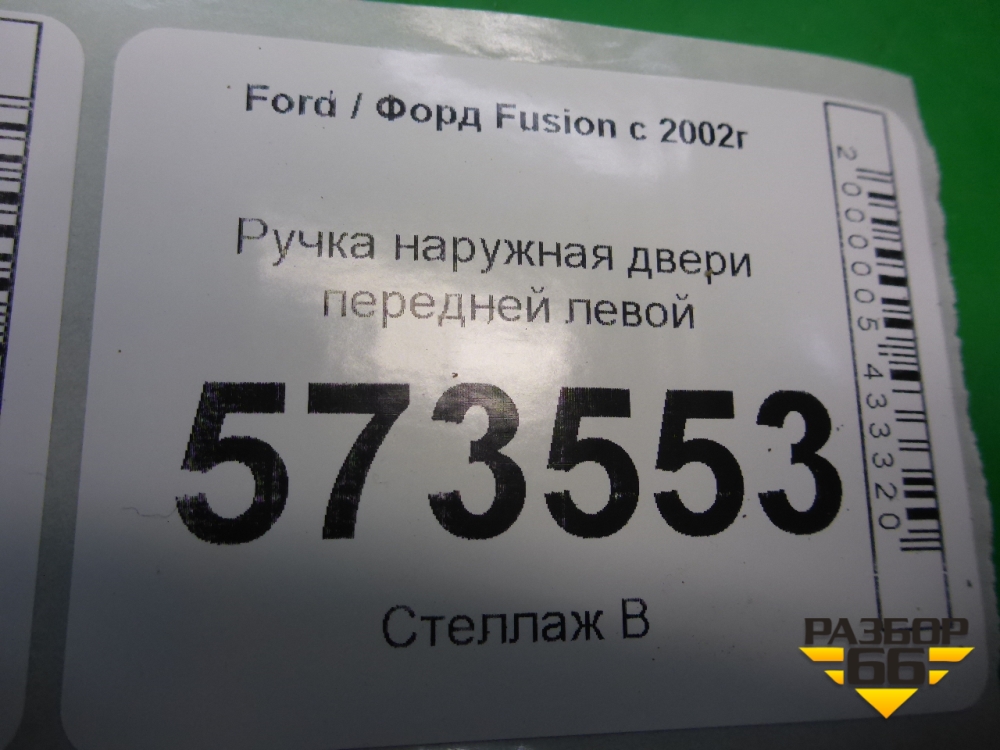 Ford / Форд Fusion с 2002г
Ручка наружная двери
передней левой
573553
Стеллаж В
2000005433320
РАЗБОР
66